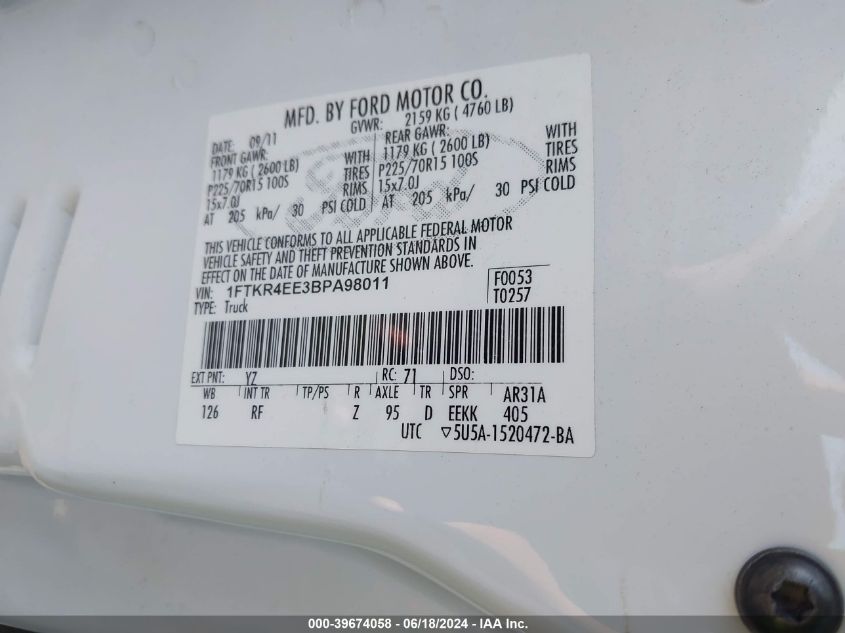 MFD. BY FORD MOTOR CO.
DATE: 09/11 GVWR: 2159 KG ( 4760 LB)
FRONT GAWR: REAR GAWR:
1179 KG ( 2600 LB) WITH 1179 KG ( 2600 LB) WITH
P225/70R15 100S TIRES P225/70R15 100S TIRES
15x7.0J RIMS 15x7.0J RIMS
AT 205 kPa/ 30 PSI COLD AT 205 kPa/ 30 PSI COLD
THIS VEHICLE CONFORMS TO ALL APPLICABLE FEDERAL MOTOR
VEHICLE SAFETY AND THEFT PREVENTION STANDARDS IN
EFFECT ON THE DATE OF MANUFACTURE SHOWN ABOVE.
VIN: 1FTKR4EE3BPA98011 F0053
TYPE: Truck T0257
EXT PNT: YZ RC: 71 DSO:
WB INT TR TP/PS R AXLE TR SPR AR31A
126 RF Z 95 D EEKK 405
UTC ▽5U5A-1520472-BA
000-39674058 - 06/18/2024 - IAA Inc.